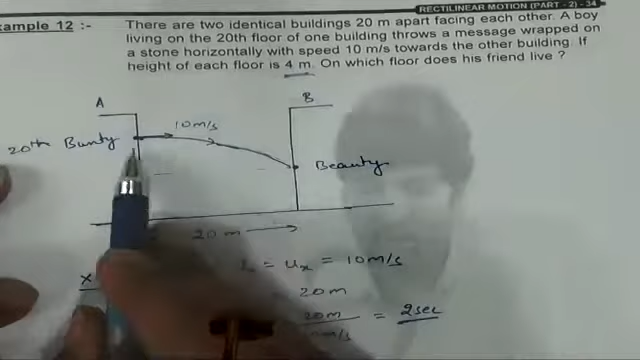 RECTILINEAR MOTION (PART - 2) - 34
xample 12 :- There are two identical buildings 20 m apart facing each other. A boy
living on the 20th floor of one building throws a message wrapped on
a stone horizontally with speed 10 m/s towards the other building. If
height of each floor is 4 m. On which floor does his friend live ?
A
B
10m/s
20th Bunty
Beauty
20 m
= ux = 10m/s
X
20m
20m
= 2sec
m/s